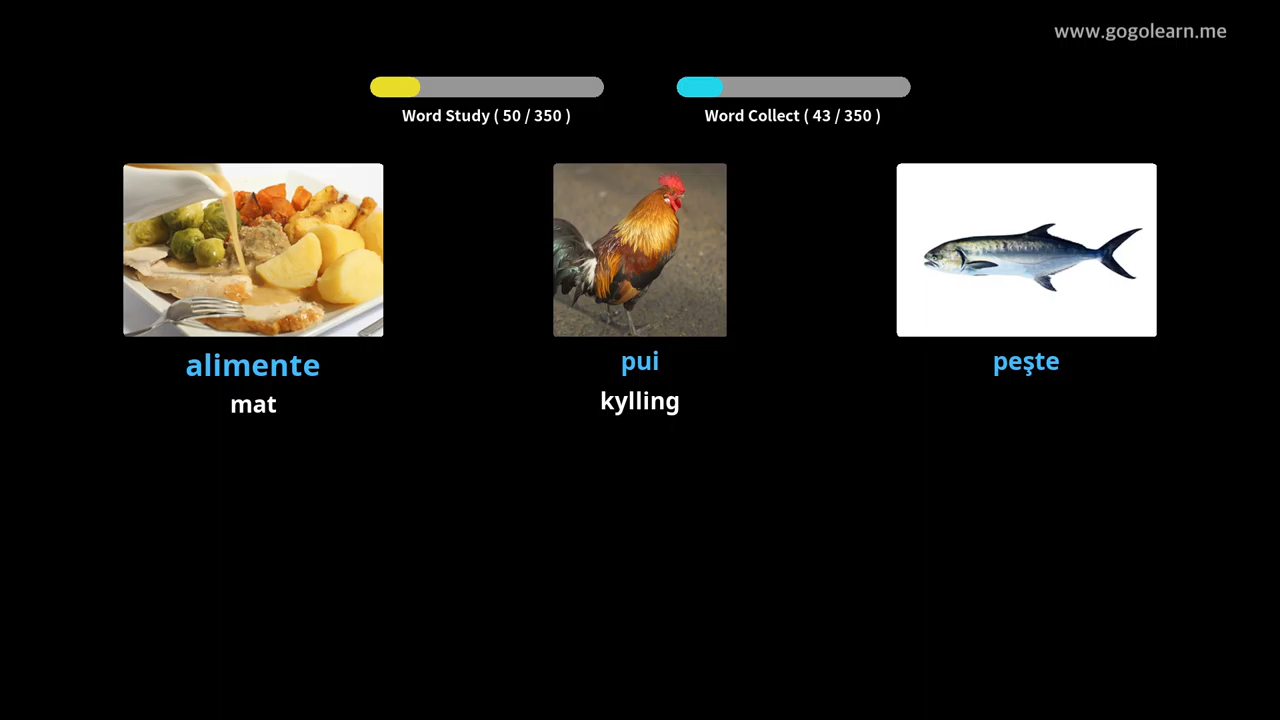 www.gogolearn.me
Word Study ( 50 / 350 )
Word Collect ( 43 / 350 )
alimente
mat
pui
kylling
peşte